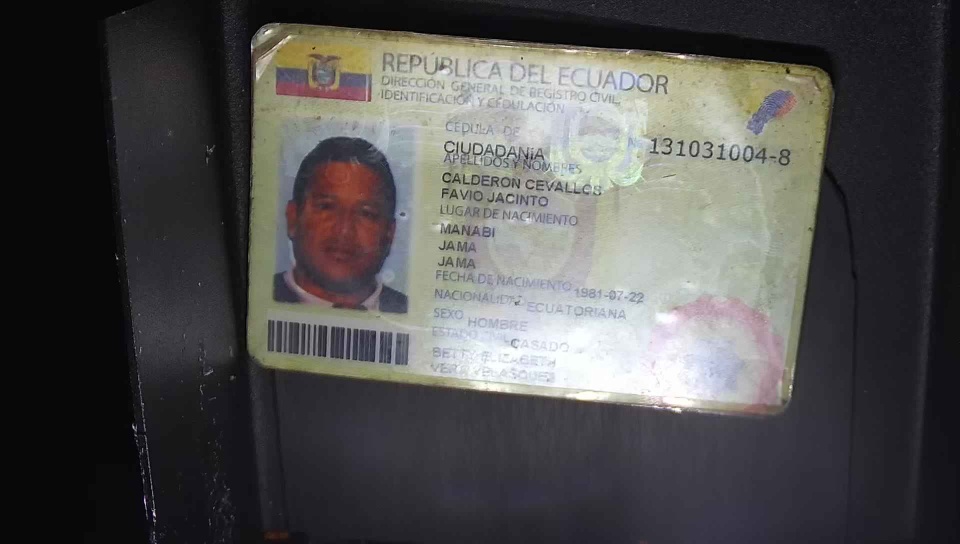 REPÚBLICA DEL ECUADOR
DIRECCIÓN GENERAL DE REGISTRO CIVIL,
IDENTIFICACIÓN Y CEDULACIÓN
CÉDULA DE
CIUDADANÍA
131031004-8
APELLIDOS Y NOMBRES
CALDERON CEVALLOS
FAVIO JACINTO
LUGAR DE NACIMIENTO
MANABI
JAMA
JAMA
FECHA DE NACIMIENTO 1981-07-22
NACIONALIDAD ECUATORIANA
SEXO HOMBRE
ESTADO CIVIL CASADO
BETTY ELIZABETH
VERA VELASQUEZ